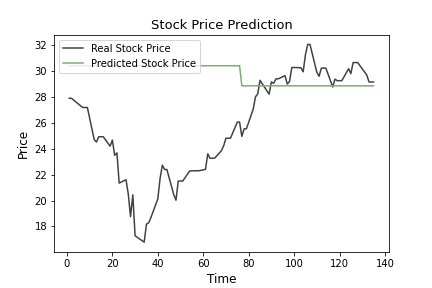 Stock Price Prediction
Real Stock Price
Predicted Stock Price
Price
32
30
28
26
24
22
20
18
0 20 40 60 80 100 120 140
Time